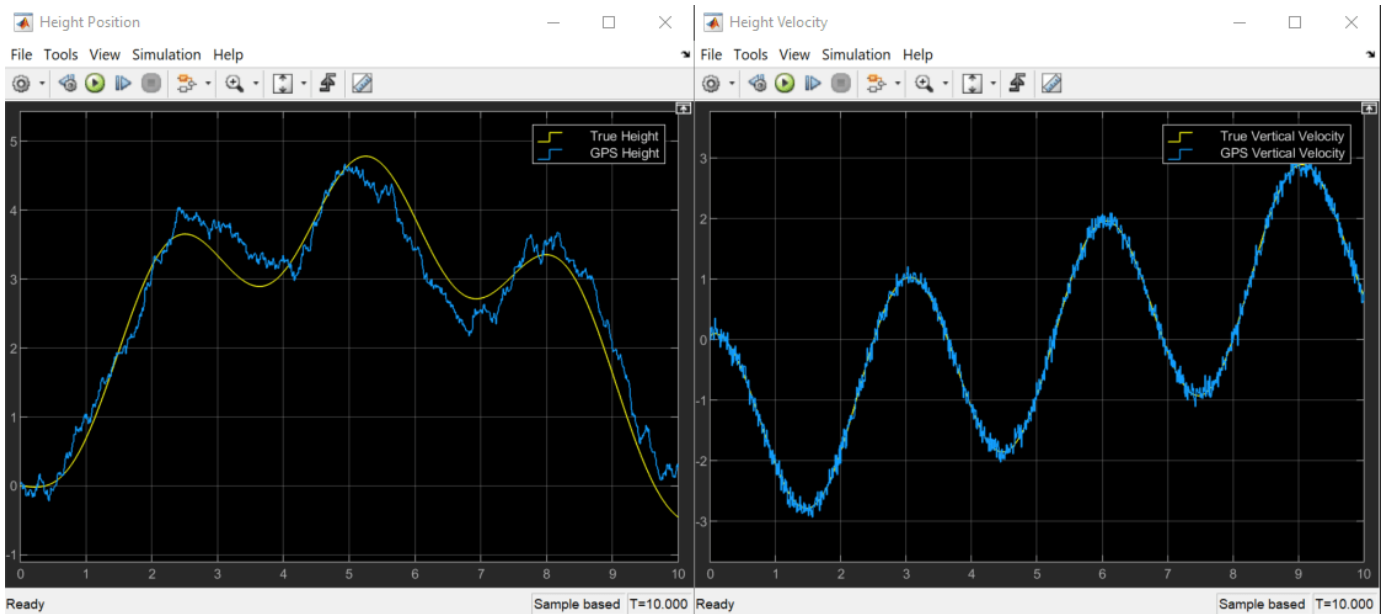 Height Position
File Tools View Simulation Help
True Height
GPS Height
5
4
3
2
1
0
-1
0 1 2 3 4 5 6 7 8 9 10
Ready
Sample based T=10.000
Height Velocity
File Tools View Simulation Help
True Vertical Velocity
GPS Vertical Velocity
3
2
1
0
-1
-2
-3
0 1 2 3 4 5 6 7 8 9 10
Ready
Sample based T=10.000